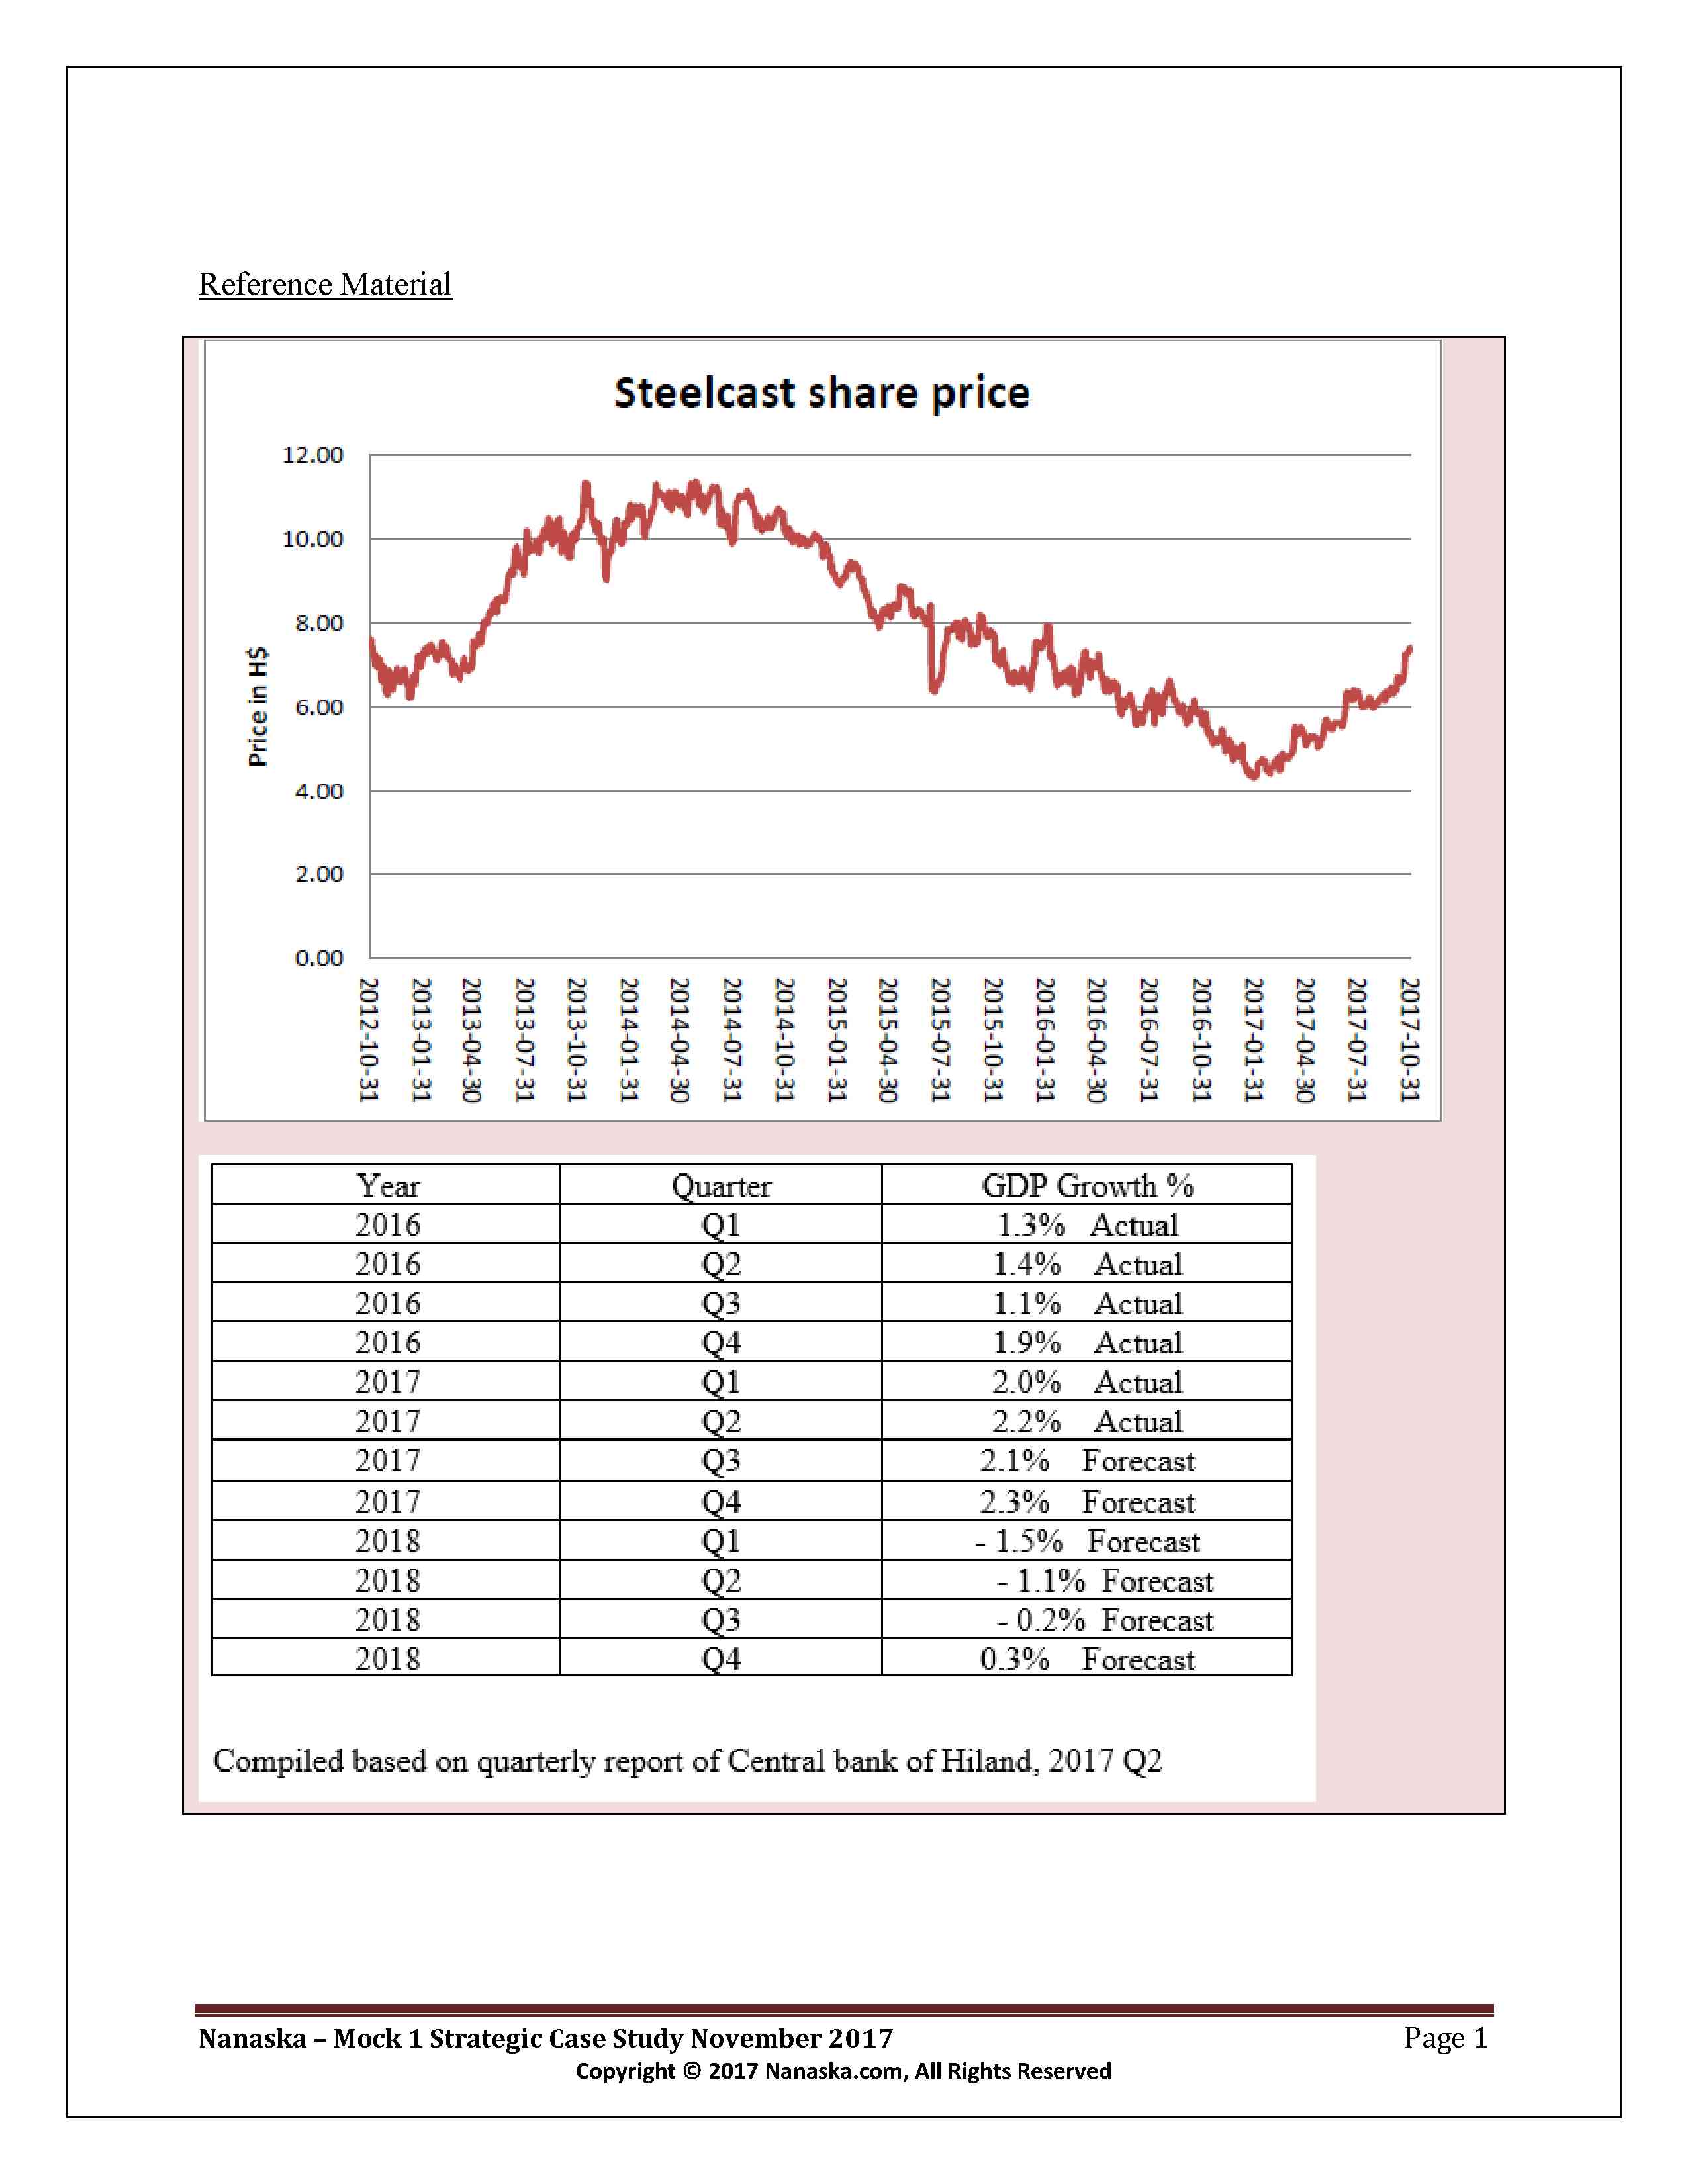 Reference Material
Steelcast share price
12.00
10.00
8.00
6.00
4.00
2.00
0.00
Price in H$
2012-10-31
2013-01-31
2013-04-30
2013-07-31
2013-10-31
2014-01-31
2014-04-30
2014-07-31
2014-10-31
2015-01-31
2015-04-30
2015-07-31
2015-10-31
2016-01-31
2016-04-30
2016-07-31
2016-10-31
2017-01-31
2017-04-30
2017-07-31
2017-10-31
Year Quarter GDP Growth %
2016 Q1 1.3% Actual
2016 Q2 1.4% Actual
2016 Q3 1.1% Actual
2016 Q4 1.9% Actual
2017 Q1 2.0% Actual
2017 Q2 2.2% Actual
2017 Q3 2.1% Forecast
2017 Q4 2.3% Forecast
2018 Q1 - 1.5% Forecast
2018 Q2 - 1.1% Forecast
2018 Q3 - 0.2% Forecast
2018 Q4 0.3% Forecast
Compiled based on quarterly report of Central bank of Hiland, 2017 Q2
Nanaska – Mock 1 Strategic Case Study November 2017 Page 1
Copyright © 2017 Nanaska.com, All Rights Reserved